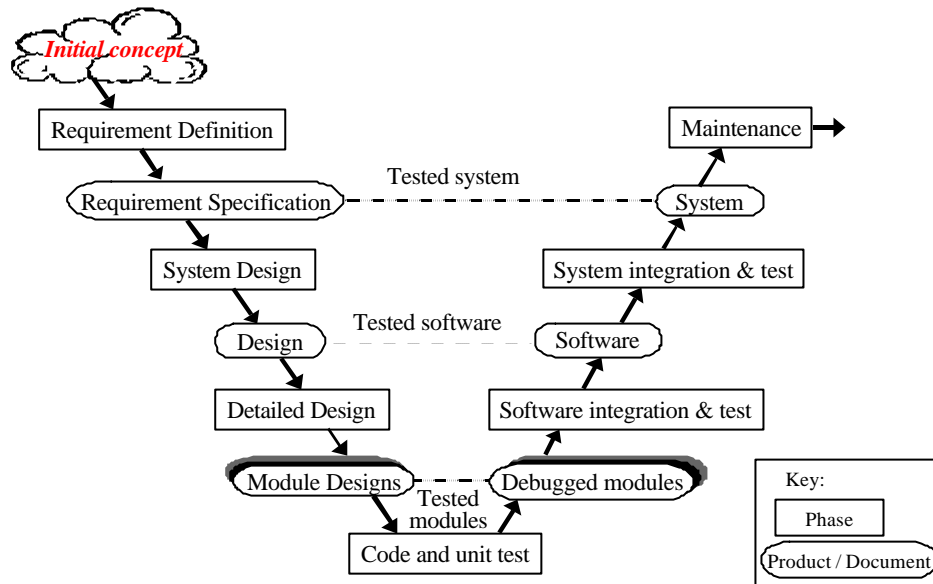 Initial concept
Requirement Definition
Maintenance
Tested system
Requirement Specification
System
System Design
System integration & test
Tested software
Design
Software
Detailed Design
Software integration & test
Module Designs
Tested
modules
Debugged modules
Code and unit test
Key:
Phase
Product / Document